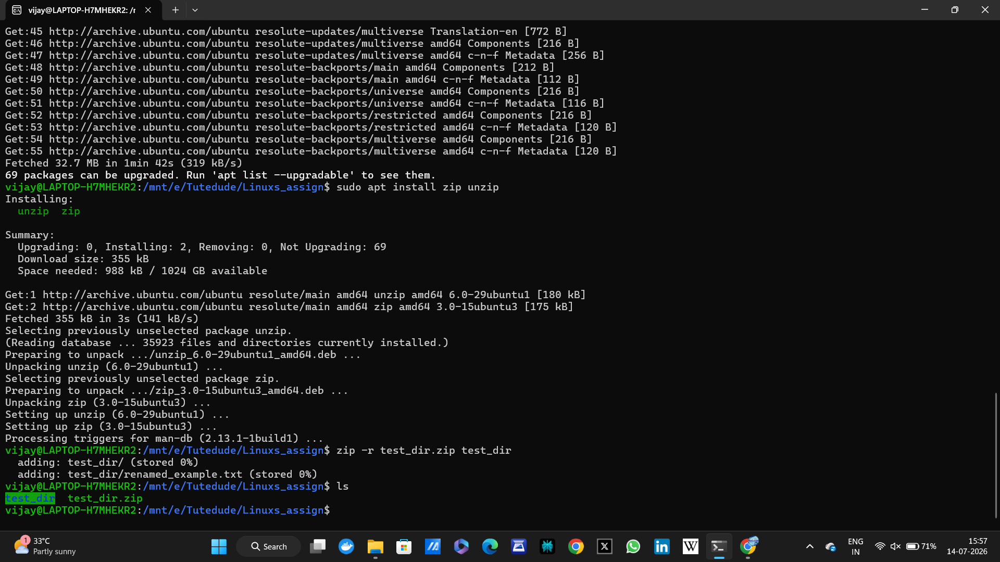 vijay@LAPTOP-H7MHEKR2: /r
Get:45 http://archive.ubuntu.com/ubuntu resolute-updates/multiverse Translation-en [772 B]
Get:46 http://archive.ubuntu.com/ubuntu resolute-updates/multiverse amd64 Components [216 B]
Get:47 http://archive.ubuntu.com/ubuntu resolute-updates/multiverse amd64 c-n-f Metadata [256 B]
Get:48 http://archive.ubuntu.com/ubuntu resolute-backports/main amd64 Components [212 B]
Get:49 http://archive.ubuntu.com/ubuntu resolute-backports/main amd64 c-n-f Metadata [112 B]
Get:50 http://archive.ubuntu.com/ubuntu resolute-backports/universe amd64 Components [216 B]
Get:51 http://archive.ubuntu.com/ubuntu resolute-backports/universe amd64 c-n-f Metadata [116 B]
Get:52 http://archive.ubuntu.com/ubuntu resolute-backports/restricted amd64 Components [216 B]
Get:53 http://archive.ubuntu.com/ubuntu resolute-backports/restricted amd64 c-n-f Metadata [120 B]
Get:54 http://archive.ubuntu.com/ubuntu resolute-backports/multiverse amd64 Components [216 B]
Get:55 http://archive.ubuntu.com/ubuntu resolute-backports/multiverse amd64 c-n-f Metadata [120 B]
Fetched 32.7 MB in 1min 42s (319 kB/s)
69 packages can be upgraded. Run 'apt list --upgradable' to see them.
vijay@LAPTOP-H7MHEKR2:/mnt/e/Tutedude/Linuxs_assign$ sudo apt install zip unzip
Installing:
  unzip  zip

Summary:
  Upgrading: 0, Installing: 2, Removing: 0, Not Upgrading: 69
  Download size: 355 kB
  Space needed: 988 kB / 1024 GB available

Get:1 http://archive.ubuntu.com/ubuntu resolute/main amd64 unzip amd64 6.0-29ubuntu1 [180 kB]
Get:2 http://archive.ubuntu.com/ubuntu resolute/main amd64 zip amd64 3.0-15ubuntu3 [175 kB]
Fetched 355 kB in 3s (141 kB/s)
Selecting previously unselected package unzip.
(Reading database ... 35923 files and directories currently installed.)
Preparing to unpack .../unzip_6.0-29ubuntu1_amd64.deb ...
Unpacking unzip (6.0-29ubuntu1) ...
Selecting previously unselected package zip.
Preparing to unpack .../zip_3.0-15ubuntu3_amd64.deb ...
Unpacking zip (3.0-15ubuntu3) ...
Setting up unzip (6.0-29ubuntu1) ...
Setting up zip (3.0-15ubuntu3) ...
Processing triggers for man-db (2.13.1-1build1) ...
vijay@LAPTOP-H7MHEKR2:/mnt/e/Tutedude/Linuxs_assign$ zip -r test_dir.zip test_dir
  adding: test_dir/ (stored 0%)
  adding: test_dir/renamed_example.txt (stored 0%)
vijay@LAPTOP-H7MHEKR2:/mnt/e/Tutedude/Linuxs_assign$ ls
test_dir  test_dir.zip
vijay@LAPTOP-H7MHEKR2:/mnt/e/Tutedude/Linuxs_assign$
1
33°C
Partly sunny
Search
ENG
IN
71%
15:57
14-07-2026